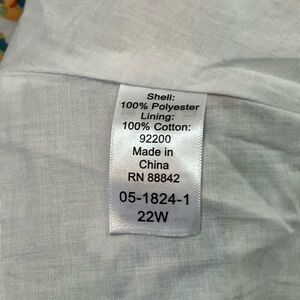 Shell:
100% Polyester
Lining:
100% Cotton:
92200
Made in
China
RN 88842
05-1824-1
22W